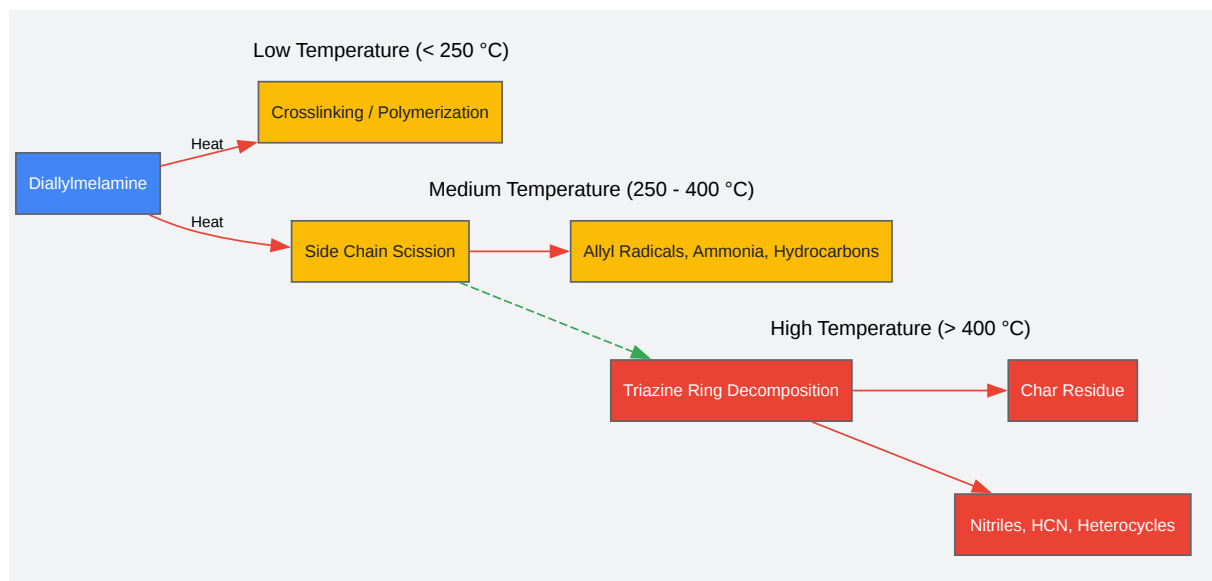 Low Temperature (< 250 °C)
Crosslinking / Polymerization
Heat
Diallylmelamine
Medium Temperature (250 - 400 °C)
Heat
Side Chain Scission
Allyl Radicals, Ammonia, Hydrocarbons
High Temperature (> 400 °C)
Triazine Ring Decomposition
Char Residue
Nitriles, HCN, Heterocycles